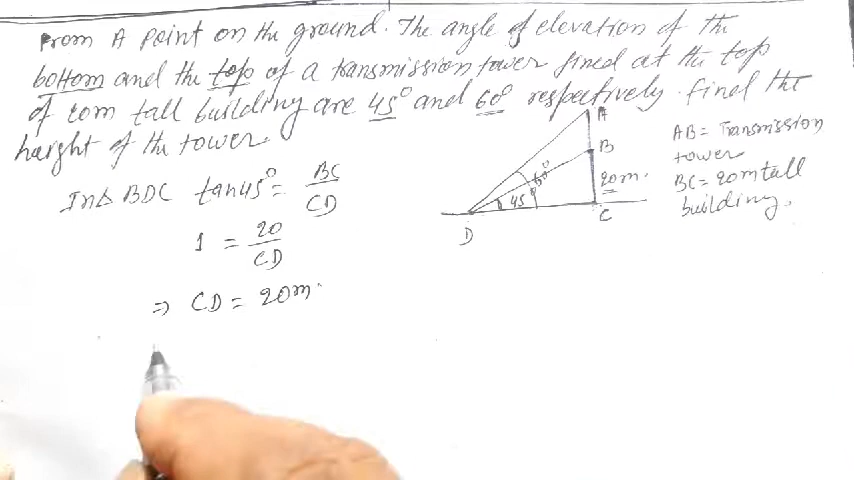 From A point on the ground. The angle of elevation of the
bottom and the top of a transmission tower fined at the top
of 20m tall building are 45° and 60° respectively. find the
height of the tower.
In Δ BDC tan45° = BC/CD
1 = 20/CD
⇒ CD = 20m.
A
B
20m.
60°
45
C
D
AB = Transmission
tower
BC = 20m tall
building.